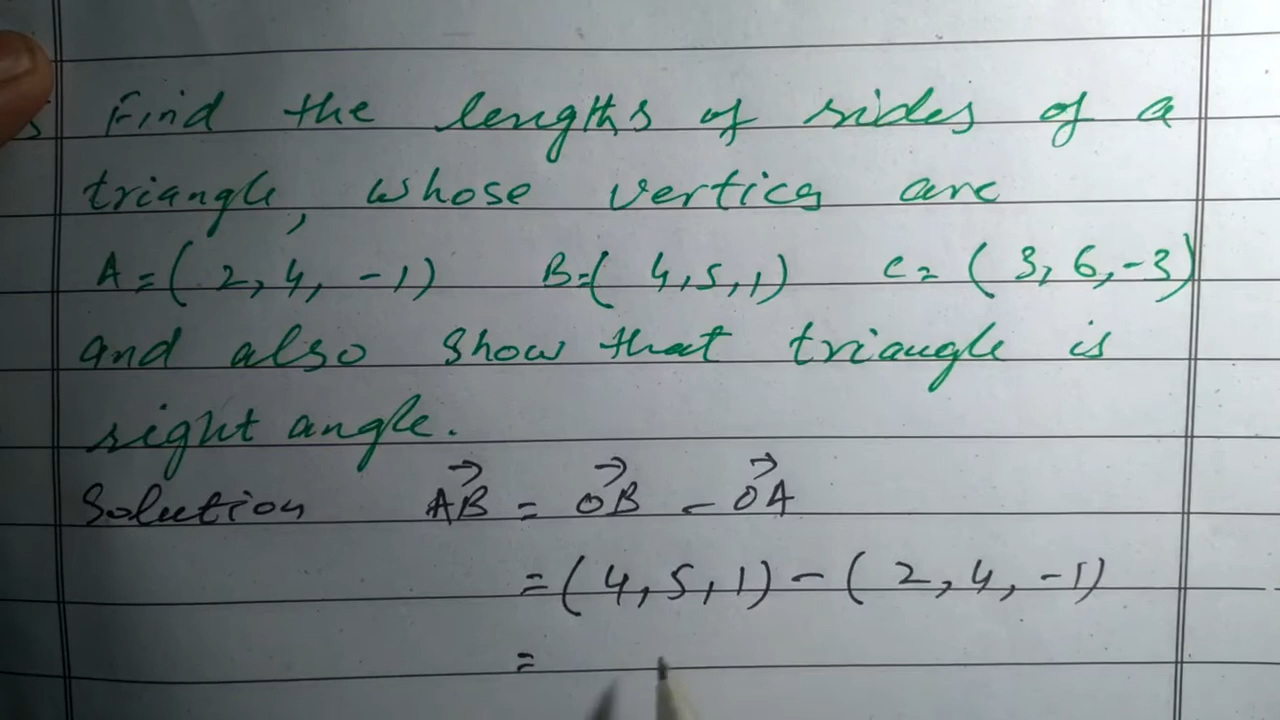 Find the lengths of sides of a
triangle, whose vertics are
A = ( 2, 4, -1) B=( 4,5,1) C= ( 3, 6, -3)
and also show that triangle is
right angle.
Solution →AB = →OB - →OA
= ( 4, 5, 1) - ( 2, 4, -1)
=